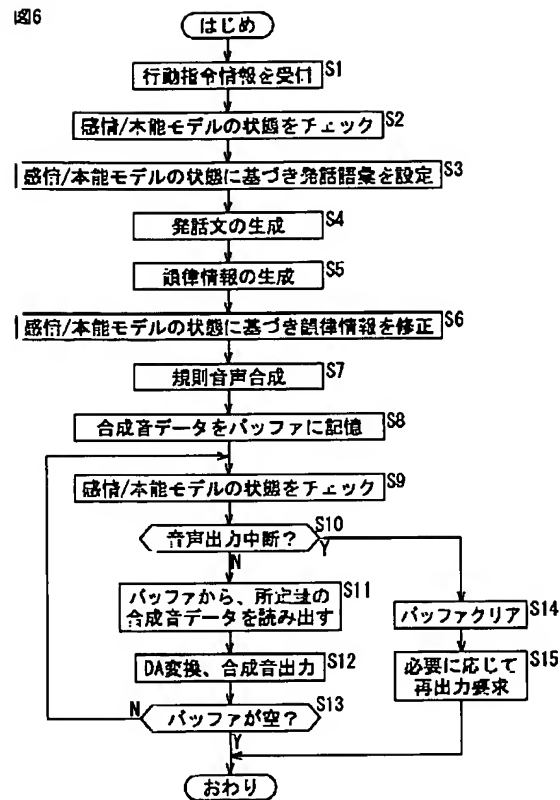 図6
はじめ
行動指令情報を受付 S1
感情/本能モデルの状態をチェック S2
感情/本能モデルの状態に基づき発話語彙を設定 S3
発話文の生成 S4
韻律情報の生成 S5
感情/本能モデルの状態に基づき韻律情報を修正 S6
規則音声合成 S7
合成音データをバッファに記憶 S8
感情/本能モデルの状態をチェック S9
音声出力中断? S10
N
Y
バッファから、所定量の S11
合成音データを読み出す
バッファクリア S14
DA変換、合成音出力 S12
必要に応じて S15
再出力要求
バッファが空? S13
N
Y
おわり